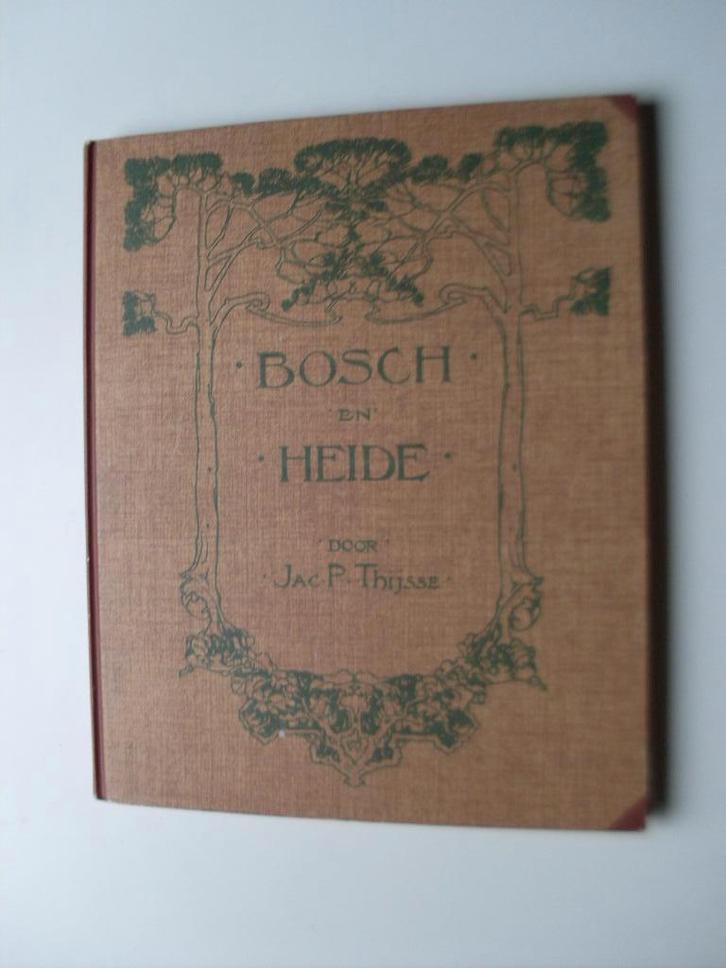 · BOSCH ·
· EN ·
· HEIDE ·
· DOOR ·
· JAC P. THIJSSE ·